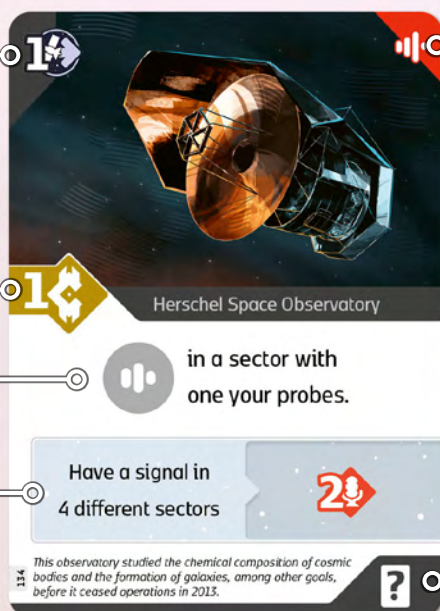 1
1
Herschel Space Observatory
in a sector with
one your probes.
Have a signal in
4 different sectors
2
This observatory studied the chemical composition of cosmic
bodies and the formation of galaxies, among other goals,
before it ceased operations in 2013.
134
?